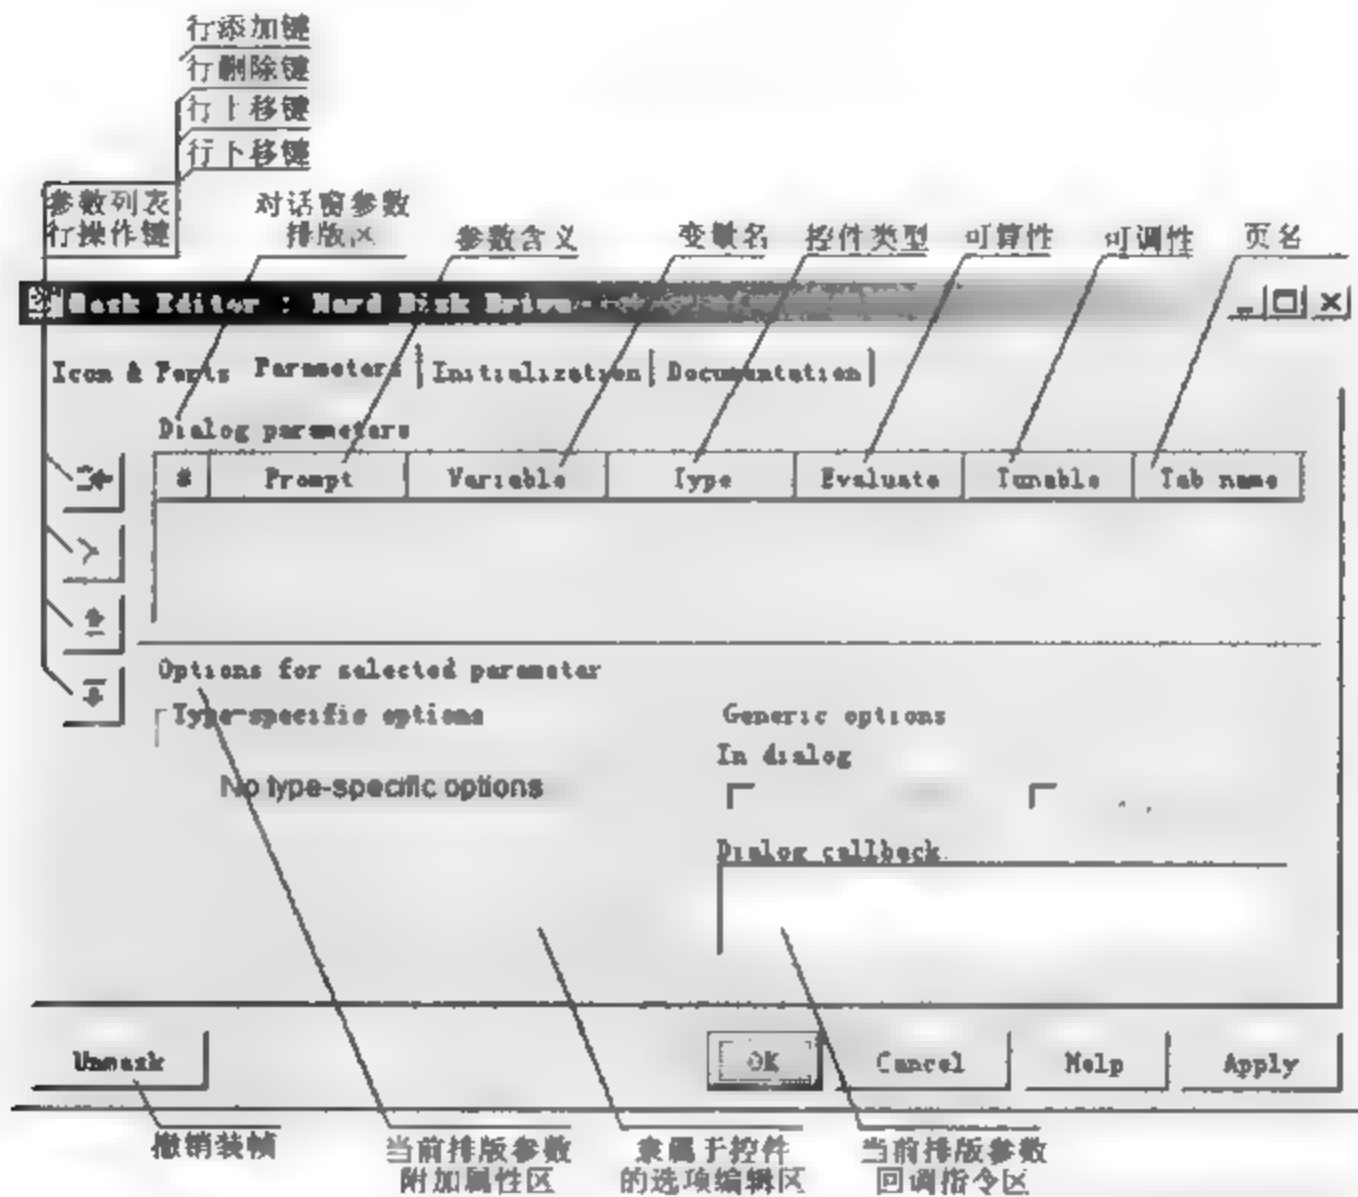 行添加键
行删除键
行上移键
行下移键
参数列表
行操作键
对话窗参数
排版区
参数含义
变量名
控件类型
可算性
可调性
页名
Mask Editor : Hard Disk Drive
Icon & Ports Parameters Initialization Documentation
Dialog parameters
# Prompt Variable Type Evaluate Tunable Tab name
Options for selected parameter
Type-specific options
Generic options
In dialog
No type-specific options
Dialog callback
Unmask OK Cancel Help Apply
撤销装帧
当前排版参数
附加属性区
隶属于控件
的选项编辑区
当前排版参数
回调指令区